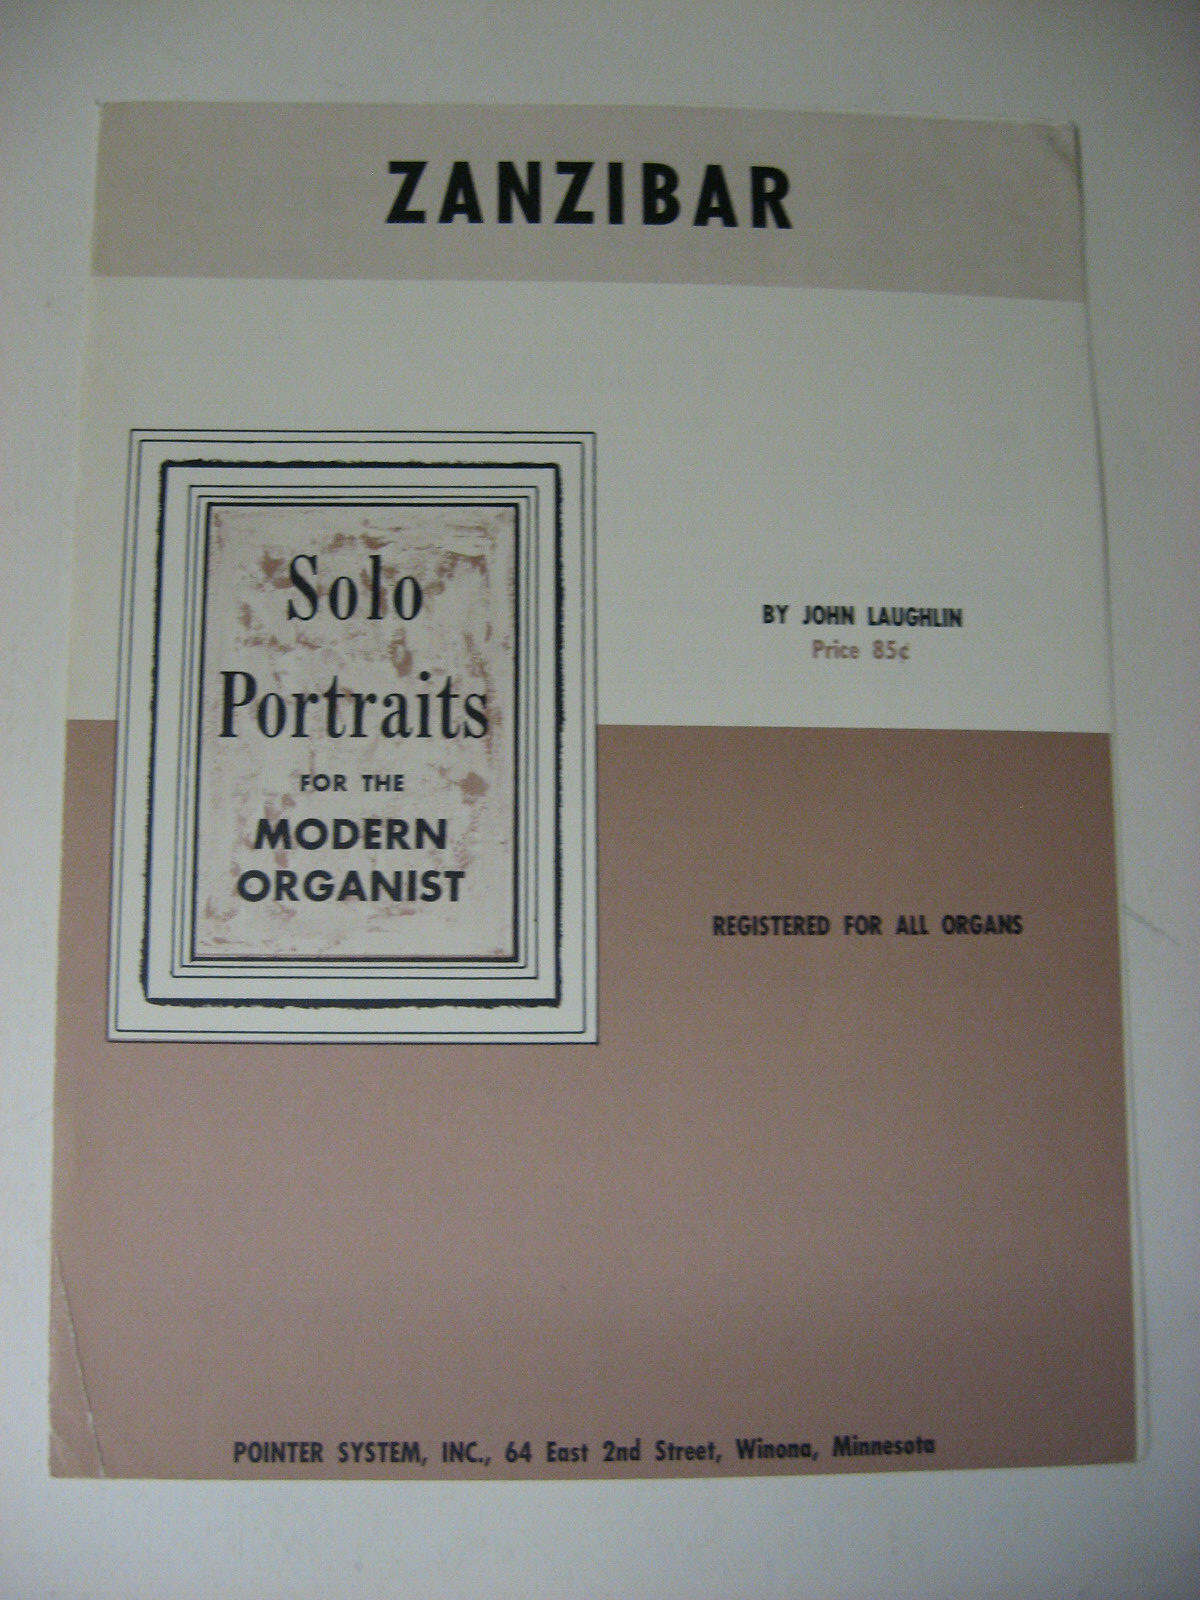 ZANZIBAR
Solo
Portraits
FOR THE
MODERN
ORGANIST
BY JOHN LAUGHLIN
Price 85¢
REGISTERED FOR ALL ORGANS
POINTER SYSTEM, INC., 64 East 2nd Street, Winona, Minnesota